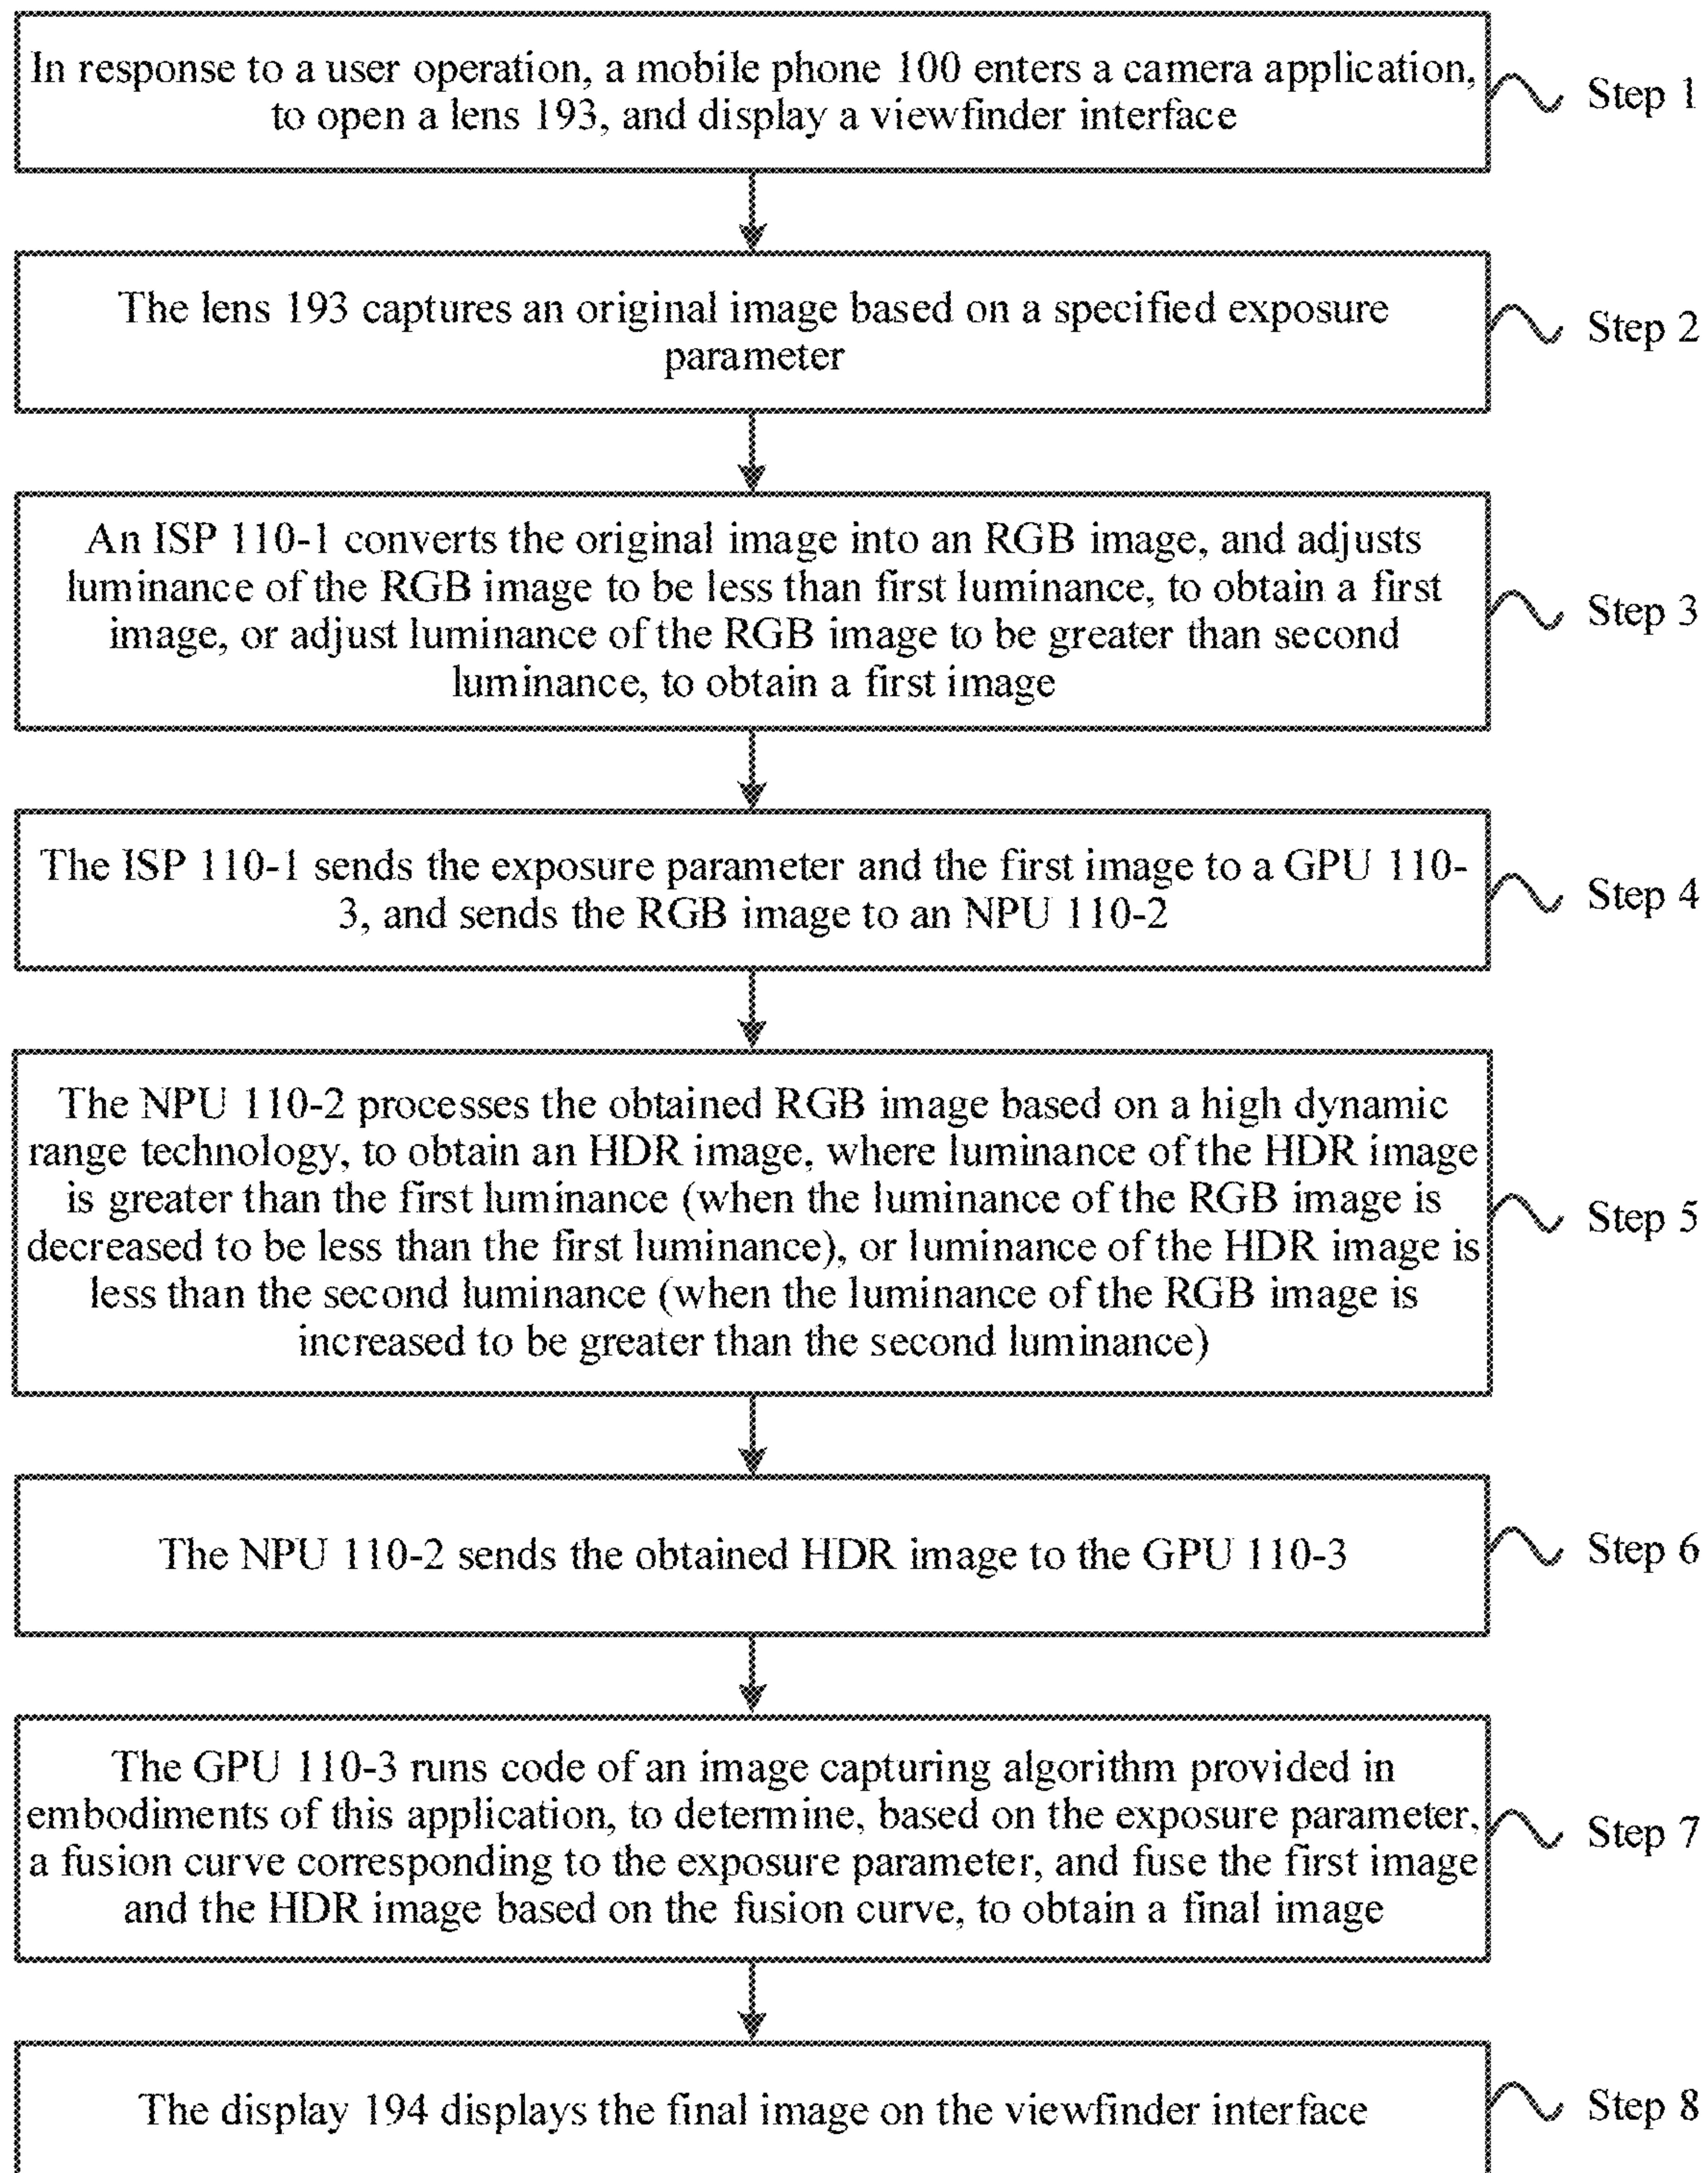 In response to a user operation, a mobile phone 100 enters a camera application,
to open a lens 193, and display a viewfinder interface
Step 1
The lens 193 captures an original image based on a specified exposure
parameter
Step 2
An ISP 110-1 converts the original image into an RGB image, and adjusts
luminance of the RGB image to be less than first luminance, to obtain a first
image, or adjust luminance of the RGB image to be greater than second
luminance, to obtain a first image
Step 3
The ISP 110-1 sends the exposure parameter and the first image to a GPU 110-
3, and sends the RGB image to an NPU 110-2
Step 4
The NPU 110-2 processes the obtained RGB image based on a high dynamic
range technology, to obtain an HDR image, where luminance of the HDR image
is greater than the first luminance (when the luminance of the RGB image is
decreased to be less than the first luminance), or luminance of the HDR image is
less than the second luminance (when the luminance of the RGB image is
increased to be greater than the second luminance)
Step 5
The NPU 110-2 sends the obtained HDR image to the GPU 110-3
Step 6
The GPU 110-3 runs code of an image capturing algorithm provided in
embodiments of this application, to determine, based on the exposure parameter,
a fusion curve corresponding to the exposure parameter, and fuse the first image
and the HDR image based on the fusion curve, to obtain a final image
Step 7
The display 194 displays the final image on the viewfinder interface
Step 8